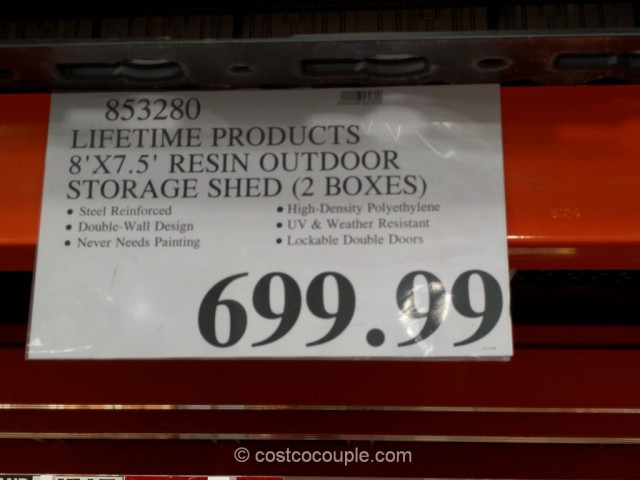 853280
LIFETIME PRODUCTS
8'X7.5' RESIN OUTDOOR
STORAGE SHED (2 BOXES)
• Steel Reinforced
• Double-Wall Design
• Never Needs Painting
• High-Density Polyethylene
• UV & Weather Resistant
• Lockable Double Doors
699.99
© costcocouple.com